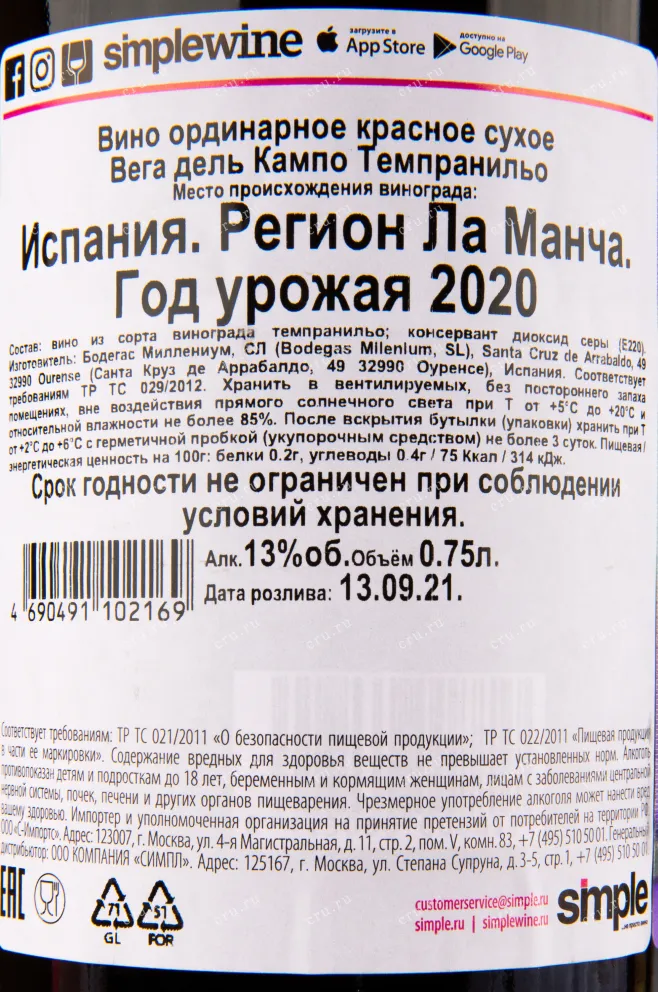 simplewine загрузите в App Store доступно на Google Play
Вино ординарное красное сухое
Вега дель Кампо Темпранильо
Место происхождения винограда:
Испания. Регион Ла Манча.
Год урожая 2020
Состав: вино из сорта винограда темпранильо; консервант диоксид серы (Е220).
Изготовитель: Бодегас Миллениум, СЛ (Bodegas Milenium, SL), Santa Cruz de Arrabaldo, 49
32990 Ourense (Санта Круз де Аррабалдо, 49 32990 Оуренсе), Испания. Соответствует
требованиям ТР ТС 029/2012. Хранить в вентилируемых, без постороннего запаха
помещениях, вне воздействия прямого солнечного света при Т от +5°С до +20°С и
относительной влажности не более 85%. После вскрытия бутылки (упаковки) хранить при Т
от +2°С до +6°С с герметичной пробкой (укупорочным средством) не более 3 суток. Пищевая/
энергетическая ценность на 100г: белки 0.2г, углеводы 0.4г / 75 Ккал / 314 кДж.
Срок годности не ограничен при соблюдении
условий хранения.
Алк.13%об.Объём 0.75л.
Дата розлива: 13.09.21.
4 690491 102169
Соответствует требованиям: ТР ТС 021/2011 «О безопасности пищевой продукции»; ТР ТС 022/2011 «Пищевая продукция
в части ее маркировки». Содержание вредных для здоровья веществ не превышает установленных норм. Алкоголь
противопоказан детям и подросткам до 18 лет, беременным и кормящим женщинам, лицам с заболеваниями центральной
нервной системы, почек, печени и других органов пищеварения. Чрезмерное употребление алкоголя может нанести вред
вашему здоровью. Импортер и уполномоченная организация на принятие претензий от потребителей на территории РФ:
ООО «С-Импорт». Адрес: 123007, г. Москва, ул. 4-я Магистральная, д. 11, стр. 2, пом. V, комн. 83, +7 (495) 510 50 01. Генеральный
дистрибьютор: ООО КОМПАНИЯ «СИМПЛ». Адрес: 125167, г. Москва, ул. Степана Супруна, д. 3-5, стр. 1, +7 (495) 510 50 01
EAC
71
GL
51
FOR
customerservice@simple.ru
simple.ru | simplewine.ru
simple
...не просто вино